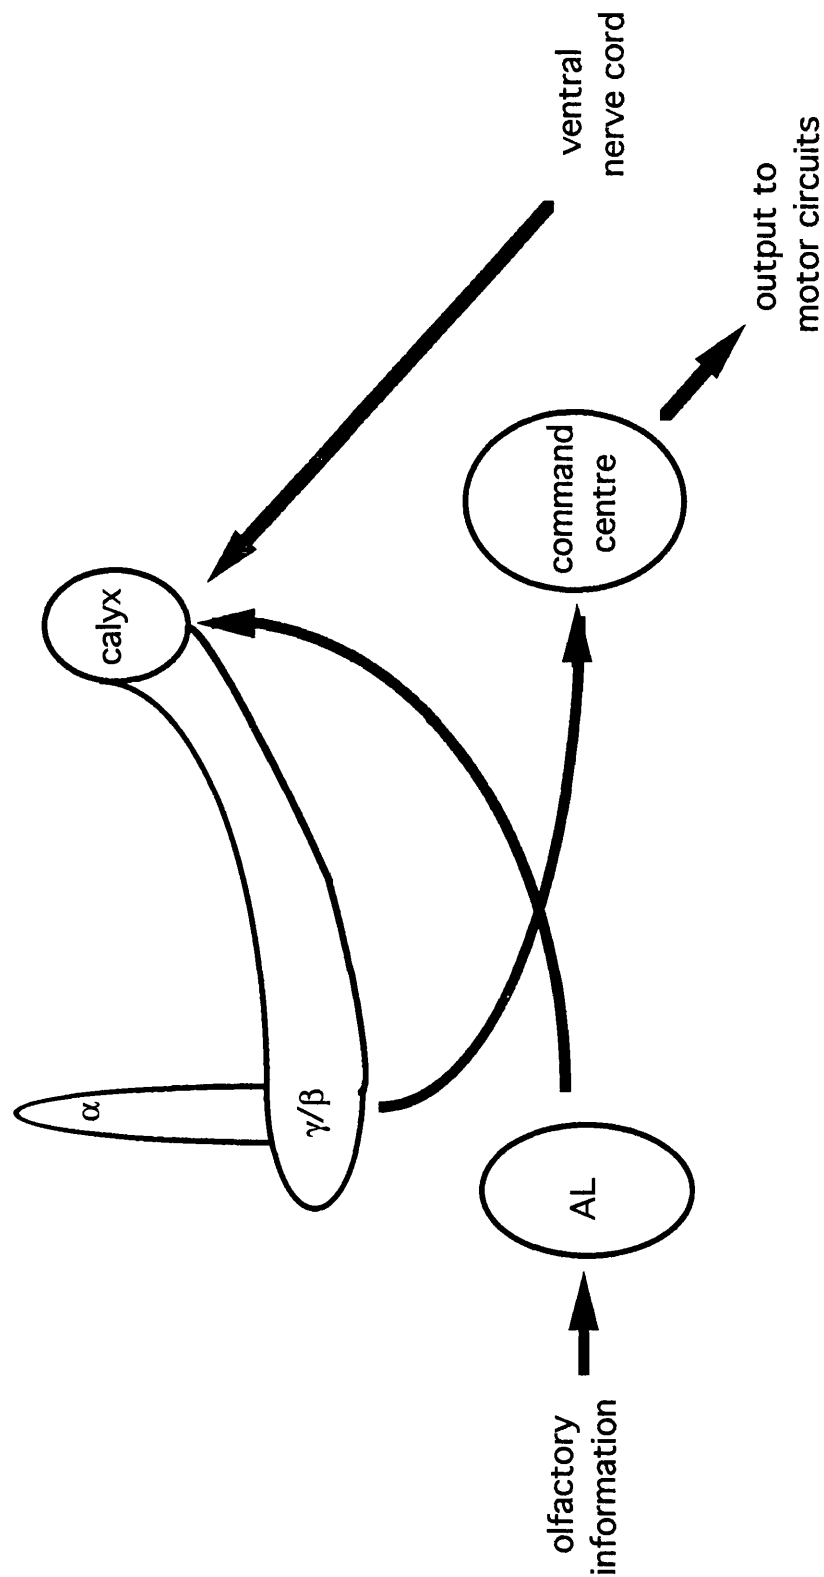 α
γ/β
calyx
olfactory
information
AL
command
centre
ventral
nerve cord
output to
motor circuits